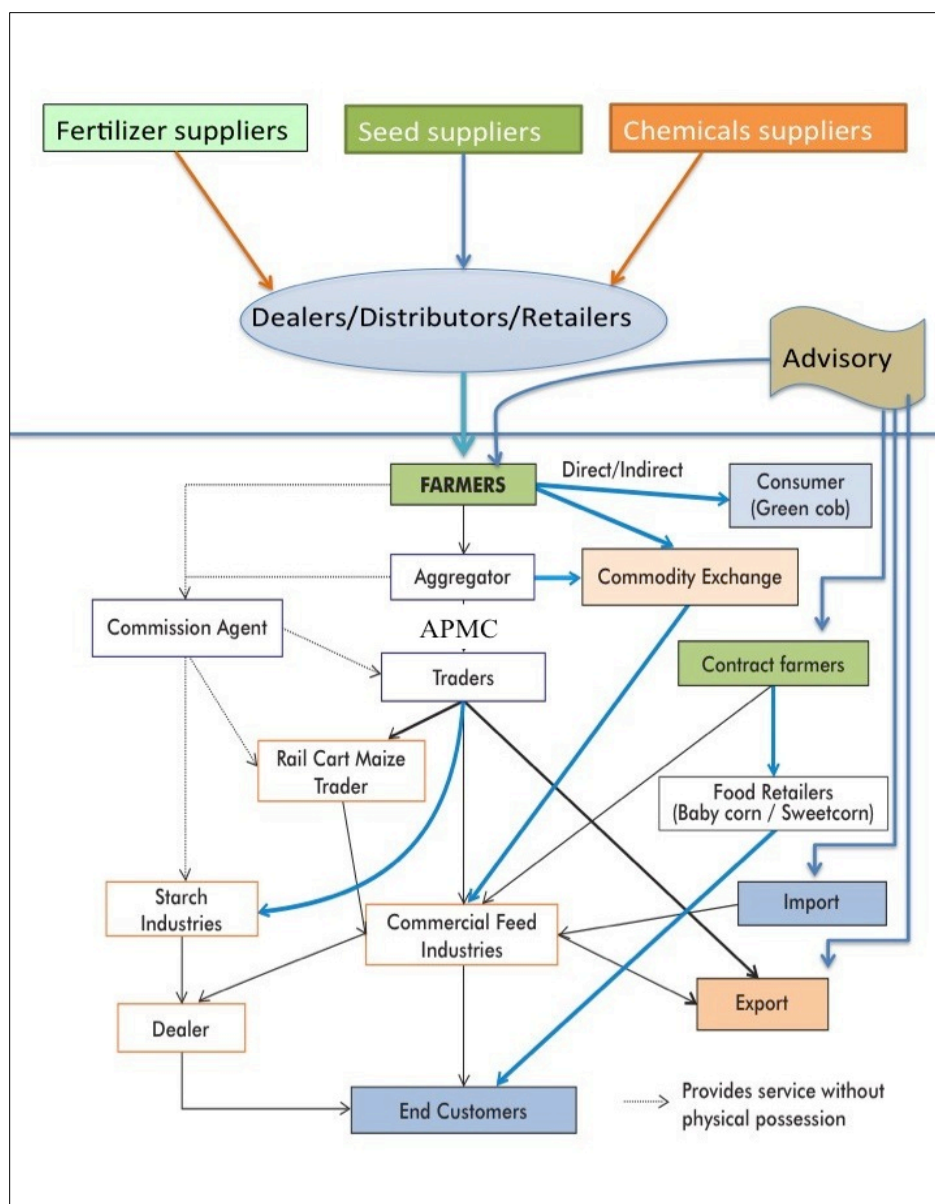 Fertilizer suppliers
Seed suppliers
Chemicals suppliers
Dealers/Distributors/Retailers
Advisory
FARMERS
Direct/Indirect
Consumer
(Green cob)
Aggregator
Commodity Exchange
Commission Agent
APMC
Traders
Contract farmers
Rail Cart Maize
Trader
Food Retailers
(Baby corn / Sweetcorn)
Starch
Industries
Commercial Feed
Industries
Import
Export
Dealer
End Customers
Provides service without
physical possession